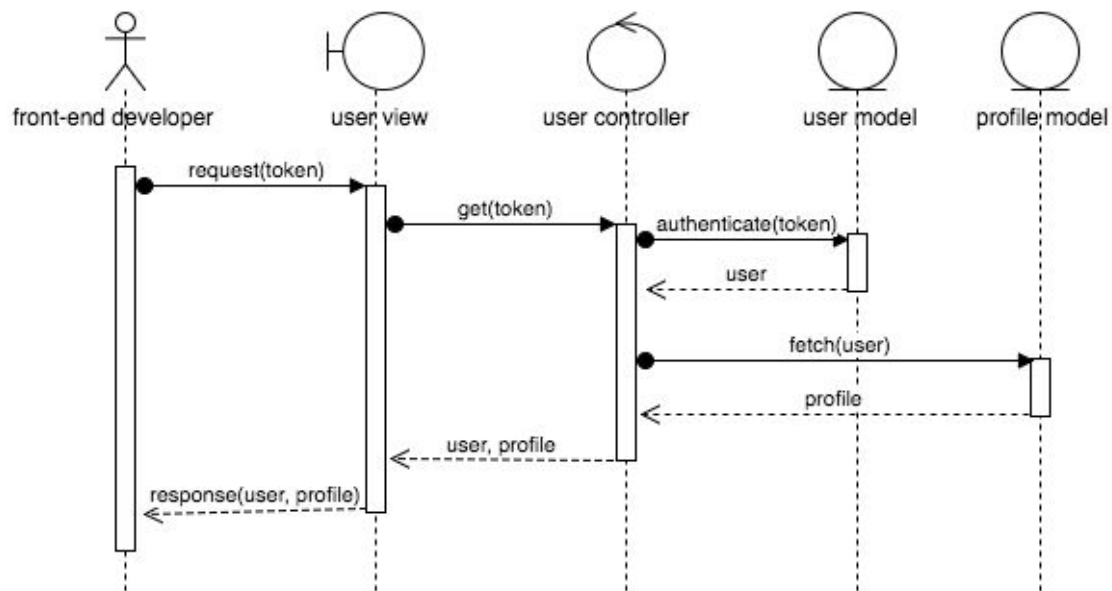 front-end developer
user view
user controller
user model
profile model
request(token)
get(token)
authenticate(token)
user
fetch(user)
profile
user, profile
response(user, profile)